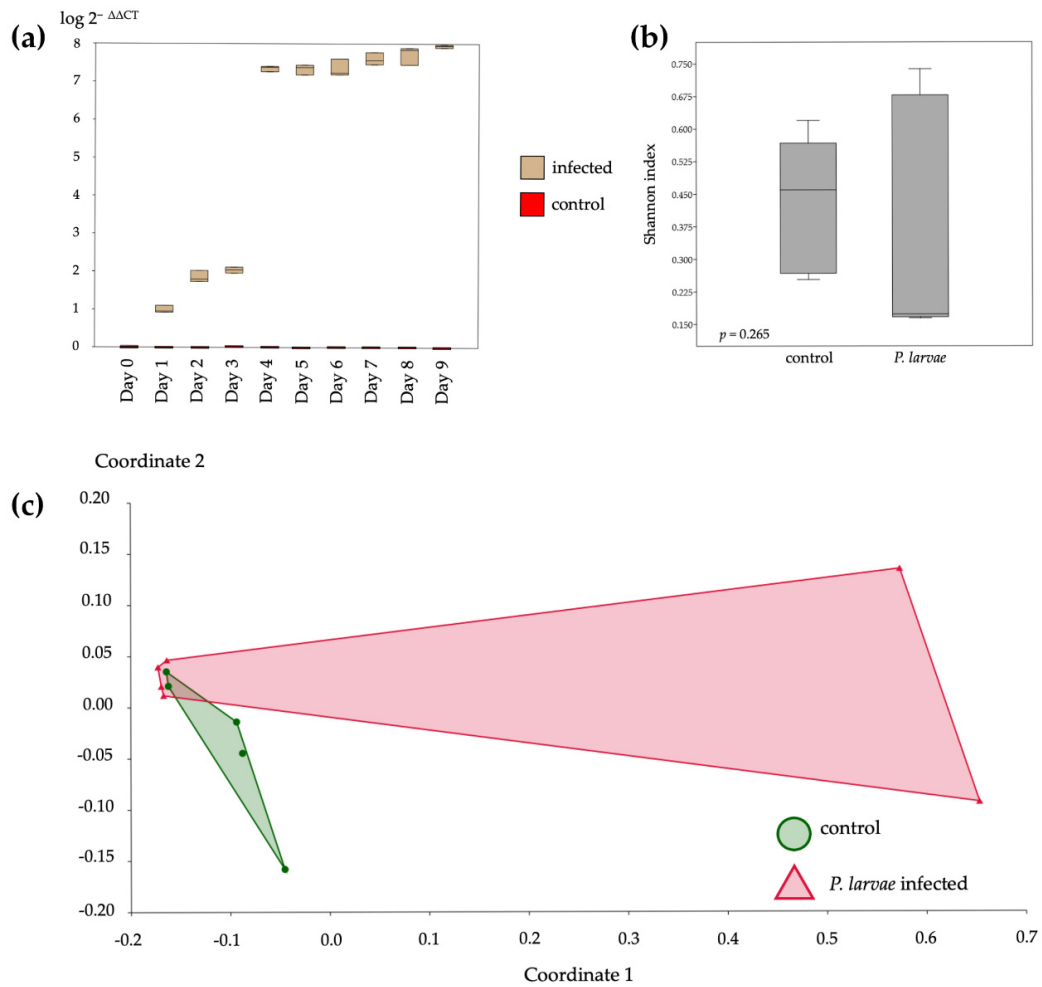 (a)
log 2– ΔΔCT
8
7
6
5
4
3
2
1
0
Day 0
Day 1
Day 2
Day 3
Day 4
Day 5
Day 6
Day 7
Day 8
Day 9
infected
control
(b)
Shannon index
0.750
0.675
0.600
0.525
0.450
0.375
0.300
0.225
0.150
p = 0.265
control
P. larvae
(c)
Coordinate 2
0.20
0.15
0.10
0.05
0.00
-0.05
-0.10
-0.15
-0.20
-0.2
-0.1
0.0
0.1
0.2
0.3
0.4
0.5
0.6
0.7
Coordinate 1
control
P. larvae infected